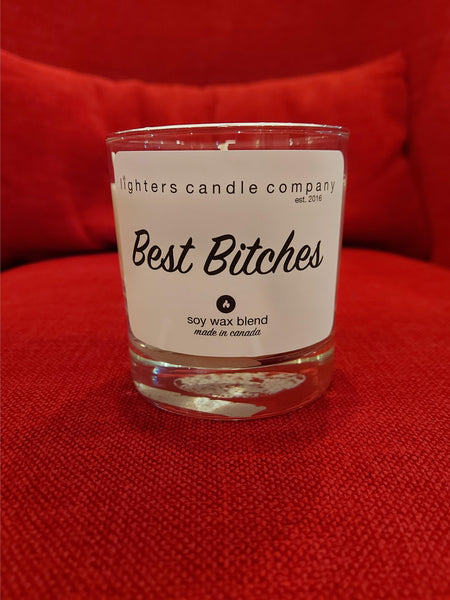 lighters candle company
est. 2016
Best Bitches
soy wax blend
made in canada